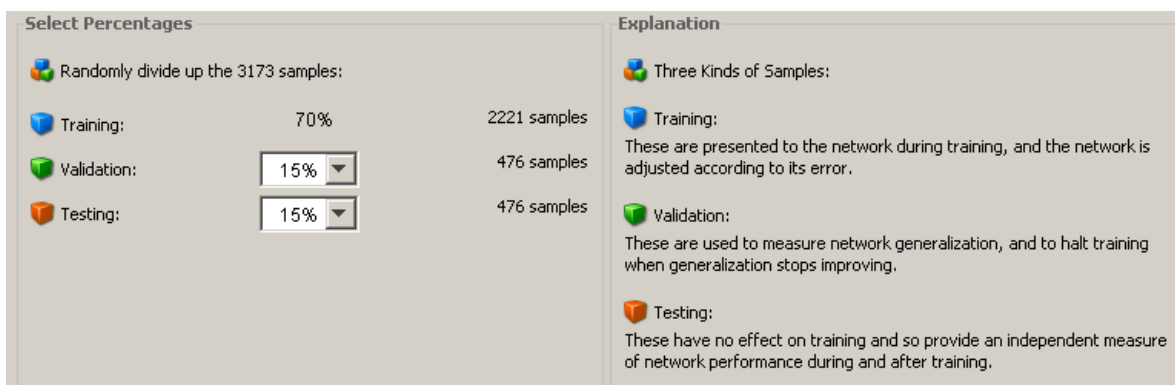 Select Percentages
Randomly divide up the 3173 samples:
Training: 70% 2221 samples
Validation: 15% 476 samples
Testing: 15% 476 samples
Explanation
Three Kinds of Samples:
Training:
These are presented to the network during training, and the network is
adjusted according to its error.
Validation:
These are used to measure network generalization, and to halt training
when generalization stops improving.
Testing:
These have no effect on training and so provide an independent measure
of network performance during and after training.